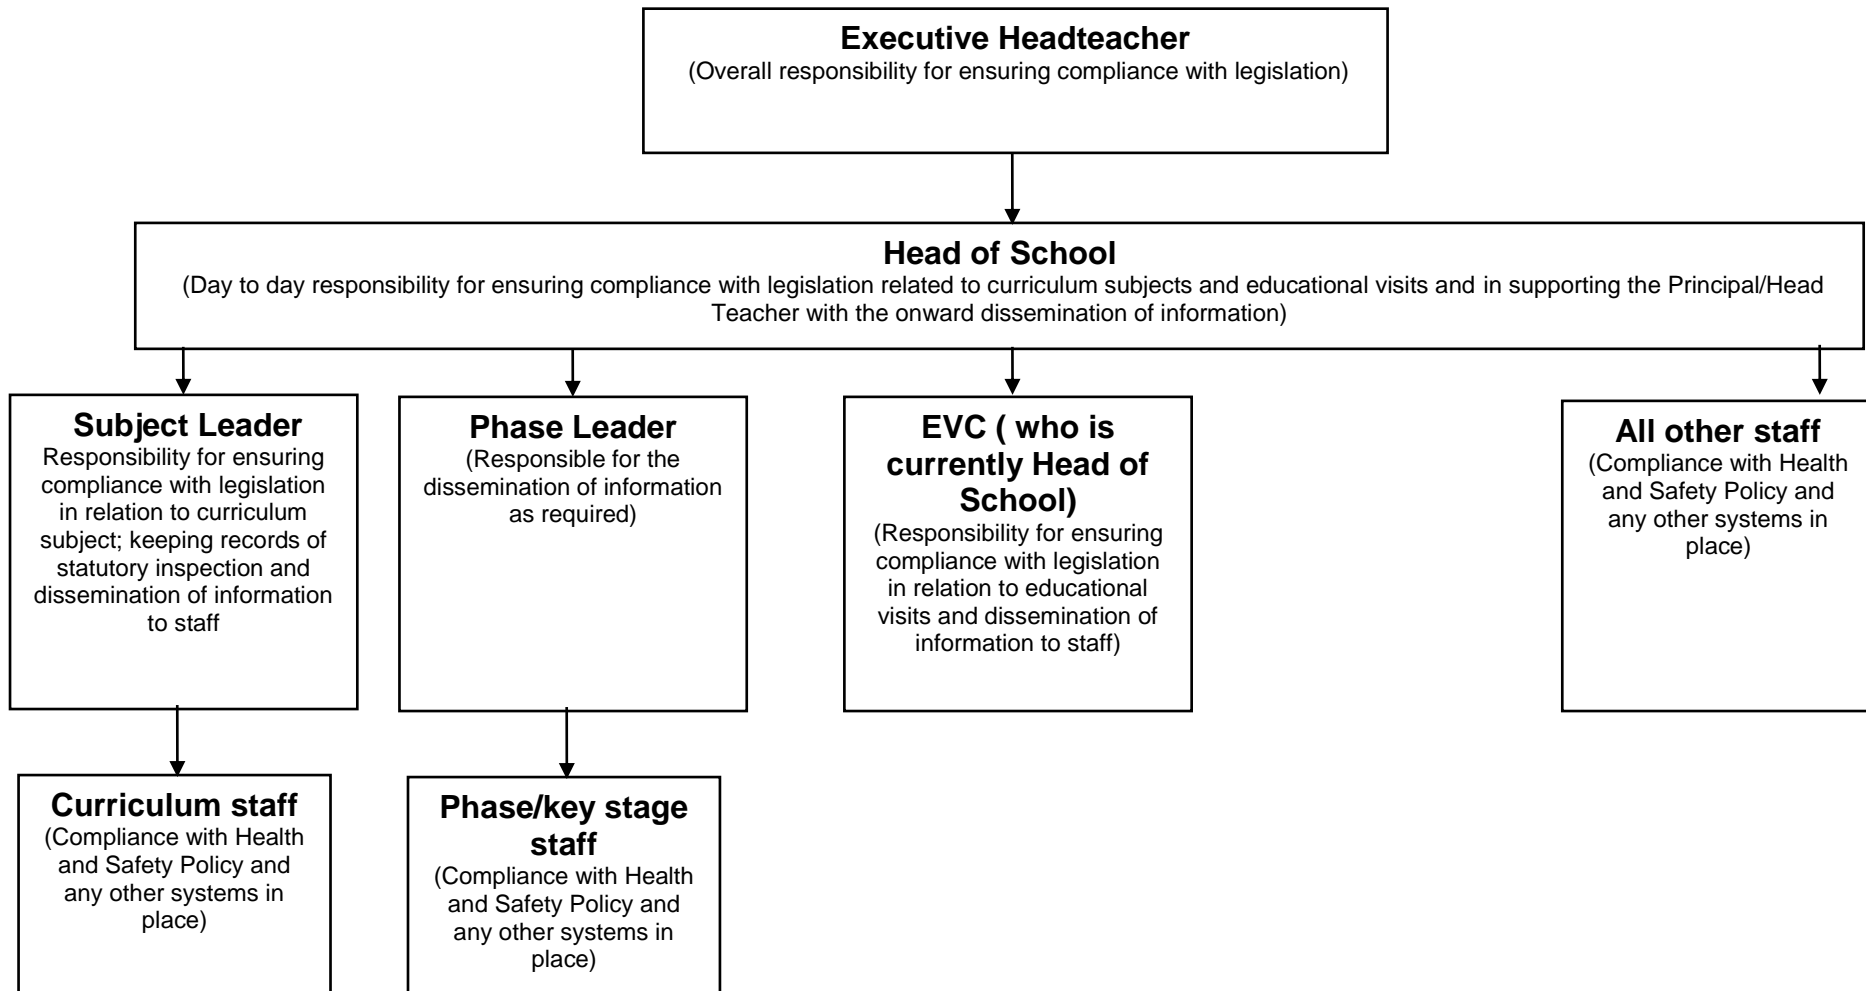 Executive Headteacher
(Overall responsibility for ensuring compliance with legislation)
Head of School
(Day to day responsibility for ensuring compliance with legislation related to curriculum subjects and educational visits and in supporting the Principal/Head
Teacher with the onward dissemination of information)
Subject Leader
Responsibility for ensuring
compliance with legislation
in relation to curriculum
subject; keeping records of
statutory inspection and
dissemination of information
to staff
Phase Leader
(Responsible for the
dissemination of information
as required)
EVC ( who is
currently Head of
School)
(Responsibility for ensuring
compliance with legislation
in relation to educational
visits and dissemination of
information to staff)
All other staff
(Compliance with Health
and Safety Policy and
any other systems in
place)
Curriculum staff
(Compliance with Health
and Safety Policy and
any other systems in
place)
Phase/key stage
staff
(Compliance with Health
and Safety Policy and
any other systems in
place)